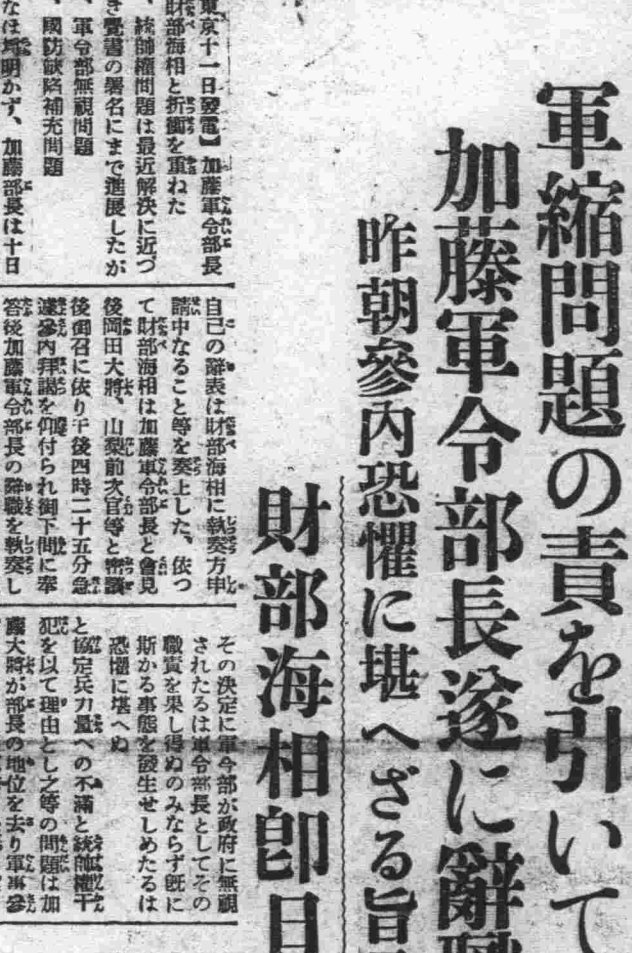 軍縮問題の責を引いて
加藤軍令部長遂に辭職
昨朝參內恐懼に堪へざる旨
財部海相卽日
東京十一日發電】加藤軍令部長
財部海相と折衝を重ねた
、統帥權問題は最近解決に近づ
き覺書の署名にまで進展したが
、軍令部無視問題
、國防缺陷補充問題
なほ埓明かず、加藤部長は十日
自己の辭表は財部海相に執奏方申
請中なること等を奏上した、依つ
て財部海相は加藤軍令部長と會見
後岡田大將、山梨前次官等と密議
後御召に依り午後四時二十五分急
遽參內拜謁を仰付られ御下問に奉
答後加藤軍令部長の辭職を執奏し
その決定に軍令部が政府に無視
されたるは軍令部長としてその
職責を果し得ぬのみならず旣に
斯かる事態を發生せしめたるは
恐懼に堪へぬ
と協定兵力量への不滿と統帥權干
犯を以て理由とし之等の問題は加
藤大將が部長の地位を去り軍事參